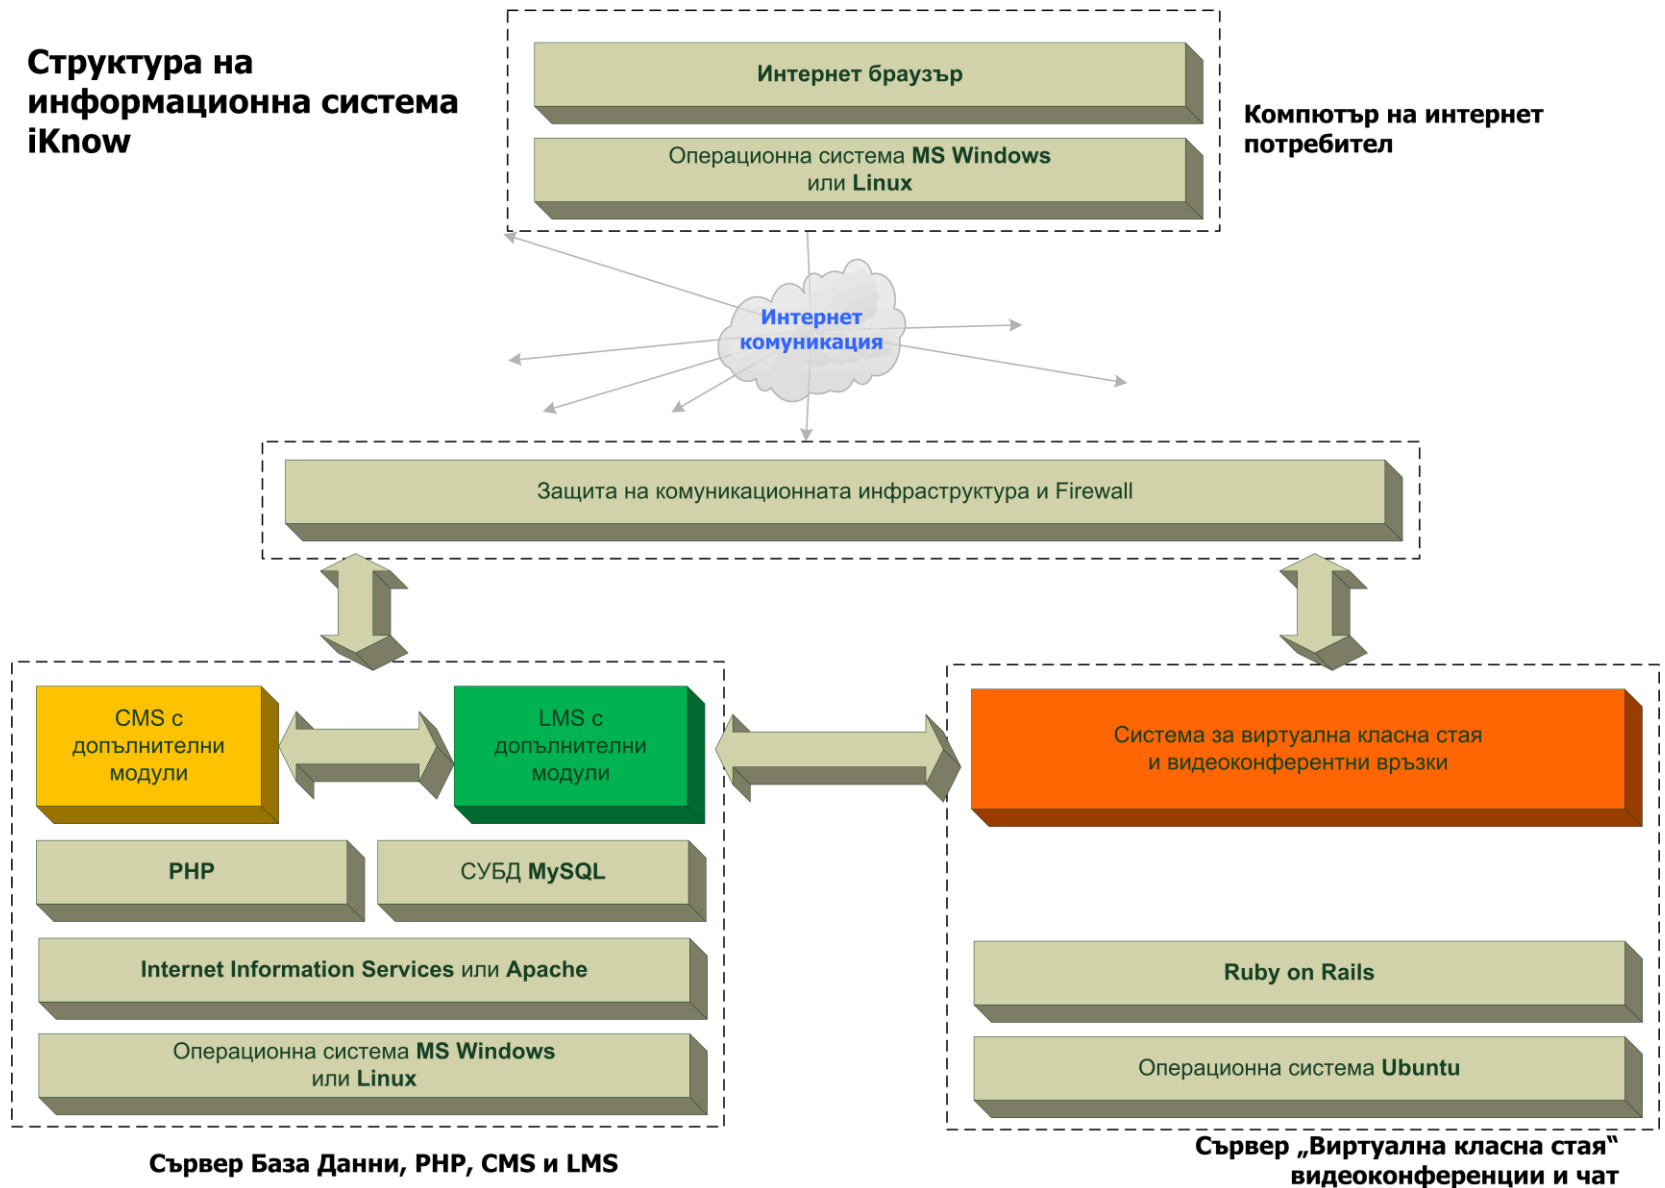 Структура на
информационна система
iKnow
Интернет браузър
Операционна система MS Windows
или Linux
Компютър на интернет
потребител
Интернет
комуникация
Защита на комуникационната инфраструктура и Firewall
CMS с
допълнителни
модули
LMS с
допълнителни
модули
Система за виртуална класна стая
и видеоконферентни връзки
PHP
СУБД MySQL
Internet Information Services или Apache
Ruby on Rails
Операционна система MS Windows
или Linux
Операционна система Ubuntu
Сървер База Данни, PHP, CMS и LMS
Сървер „Виртуална класна стая“
видеоконференции и чат